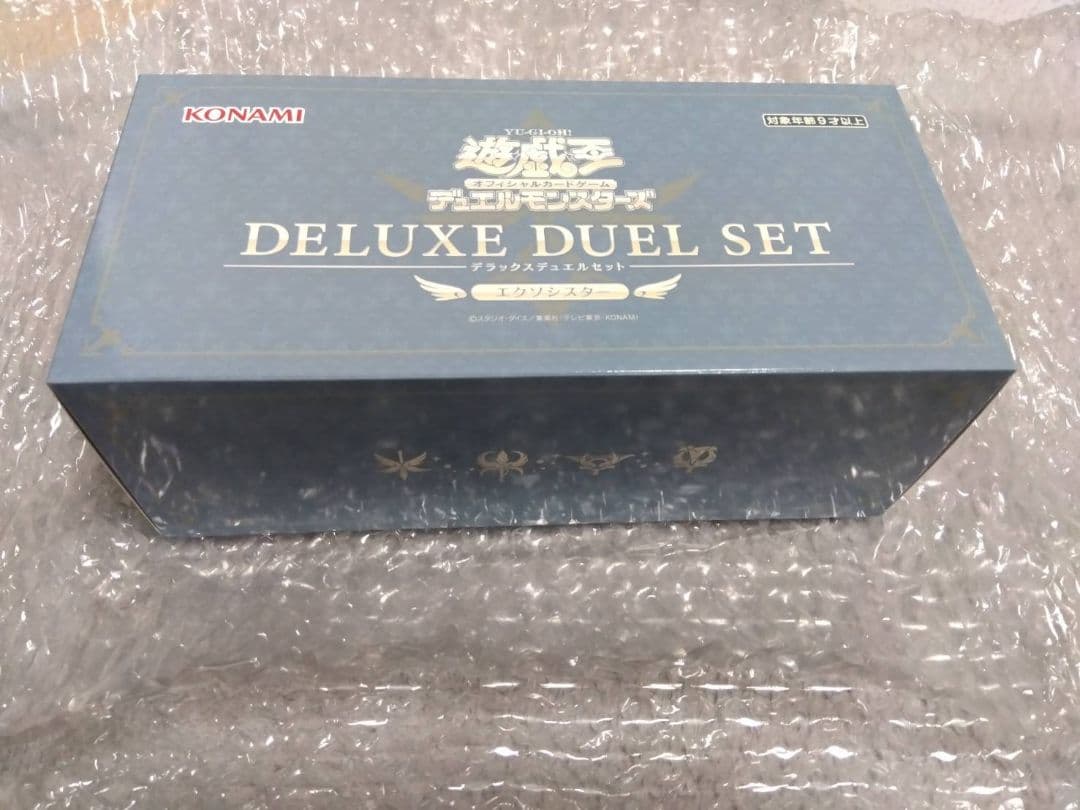 KONAMI
対象年齢9才以上
YU-GI-OH!
遊戯王
オフィシャルカードゲーム
デュエルモンスターズ
DELUXE DUEL SET
デラックスデュエルセット
エクソシスター
©スタジオ・ダイス／集英社・テレビ東京・KONAMI